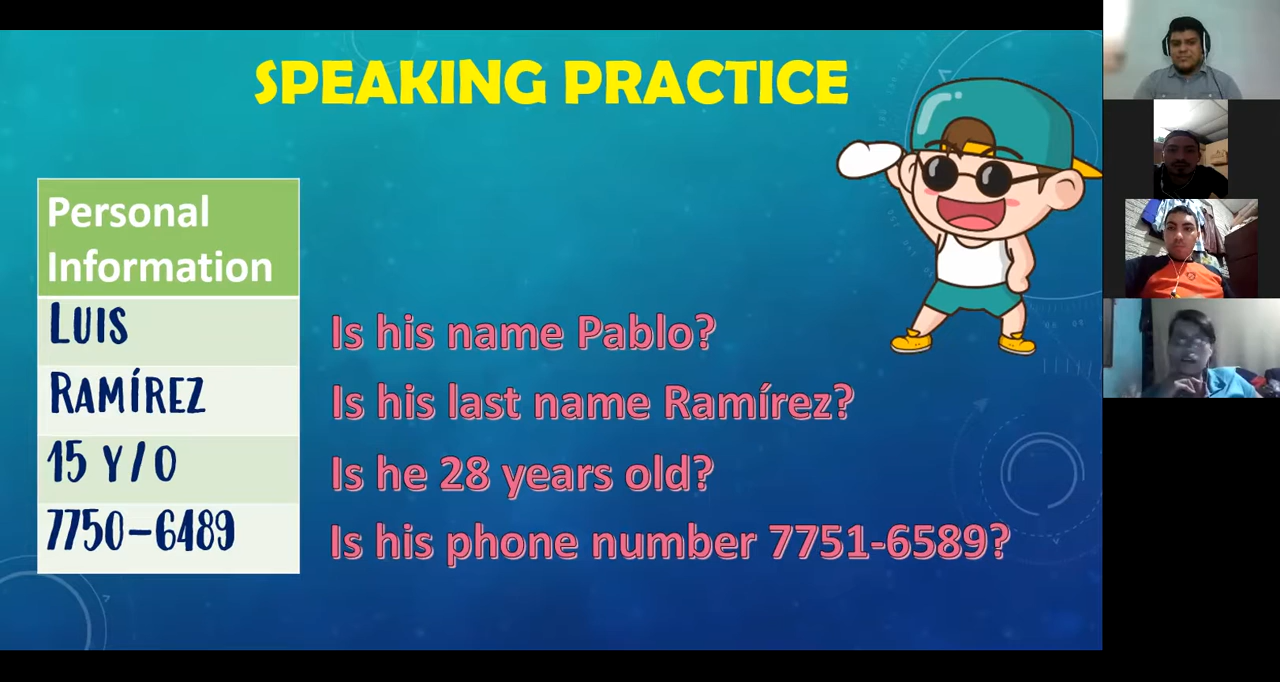 SPEAKING PRACTICE
Personal
Information
LUIS
RAMÍREZ
15 Y/O
7750-6489
Is his name Pablo?
Is his last name Ramírez?
Is he 28 years old?
Is his phone number 7751-6589?